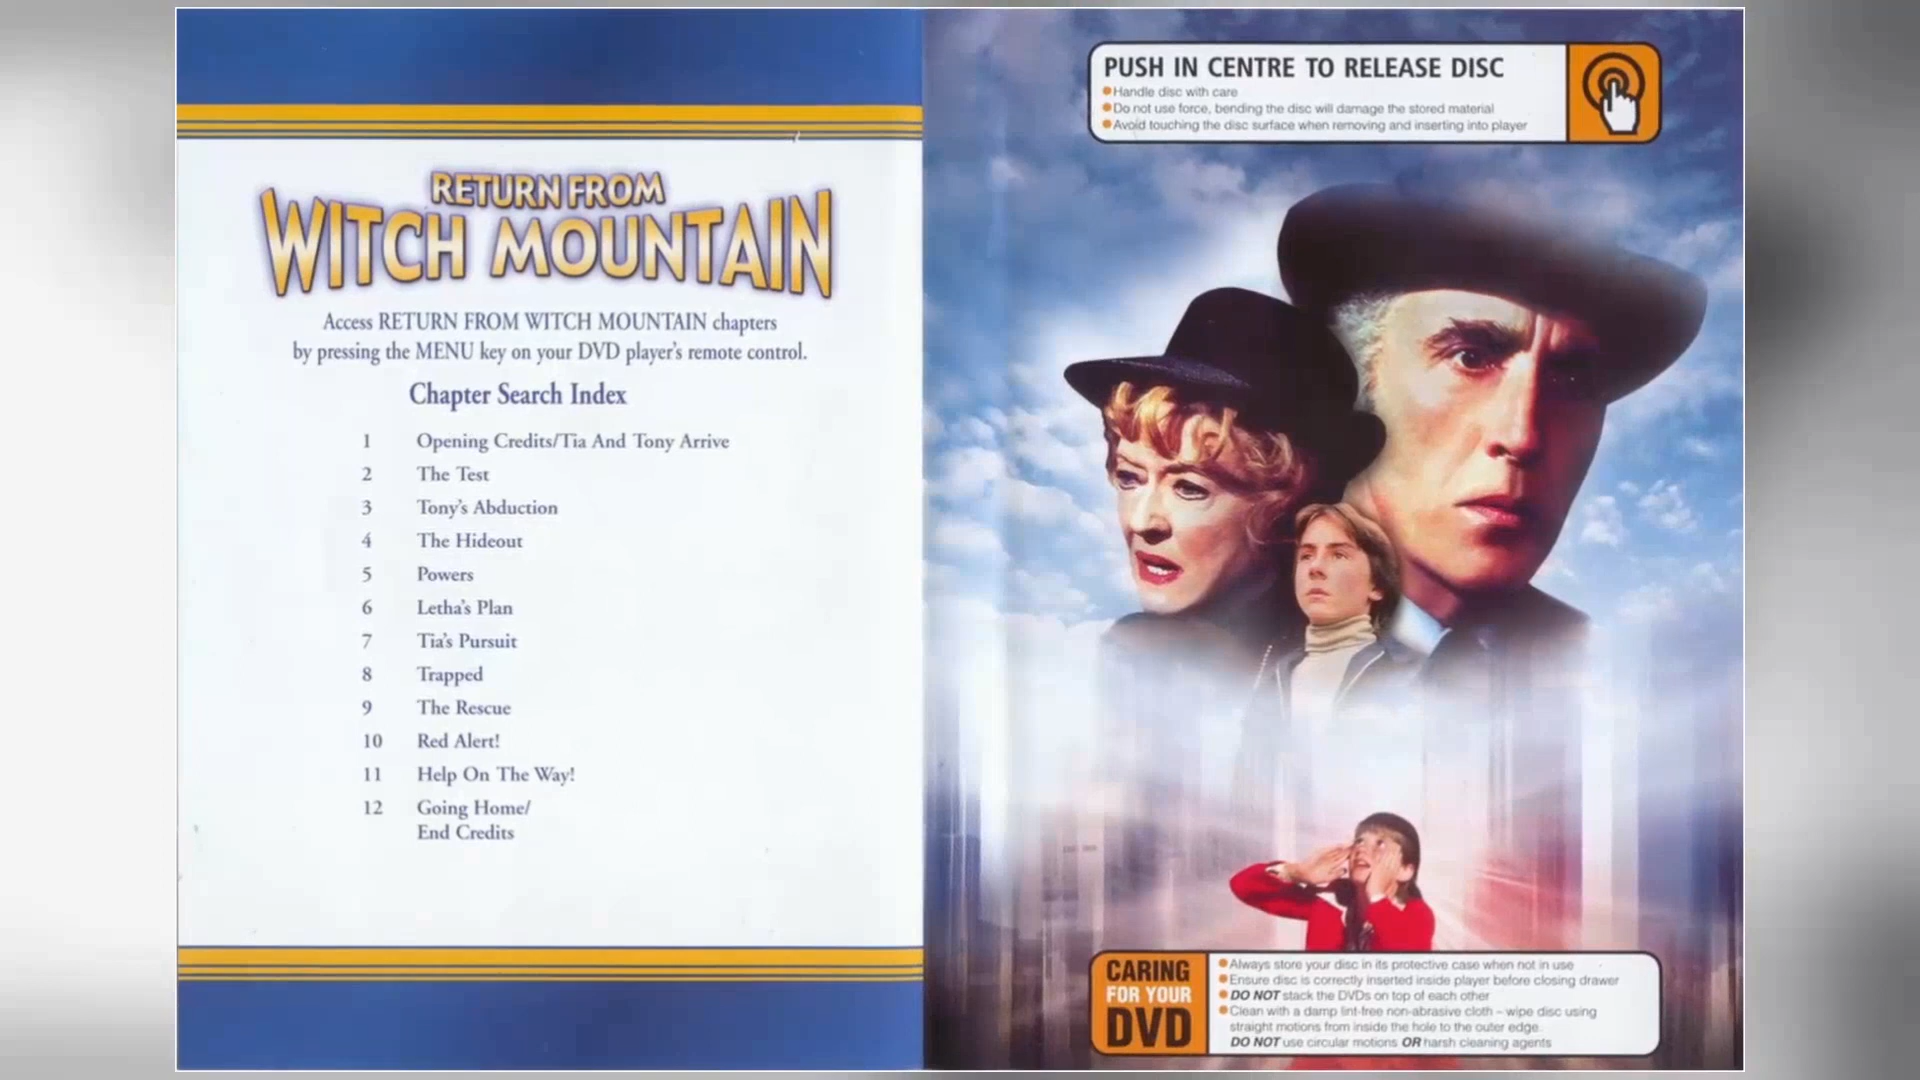 RETURN FROM
WITCH MOUNTAIN
Access RETURN FROM WITCH MOUNTAIN chapters
by pressing the MENU key on your DVD player's remote control.
Chapter Search Index
1 Opening Credits/Tia And Tony Arrive
2 The Test
3 Tony's Abduction
4 The Hideout
5 Powers
6 Letha's Plan
7 Tia's Pursuit
8 Trapped
9 The Rescue
10 Red Alert!
11 Help On The Way!
12 Going Home/
End Credits
PUSH IN CENTRE TO RELEASE DISC
Handle disc with care
Do not use force, bending the disc will damage the stored material
Avoid touching the disc surface when removing and inserting into player
CARING
FOR YOUR
DVD
Always store your disc in its protective case when not in use
Ensure disc is correctly inserted inside player before closing drawer
DO NOT stack the DVDs on top of each other
Clean with a damp lint-free non-abrasive cloth – wipe disc using
straight motions from inside the hole to the outer edge.
DO NOT use circular motions OR harsh cleaning agents